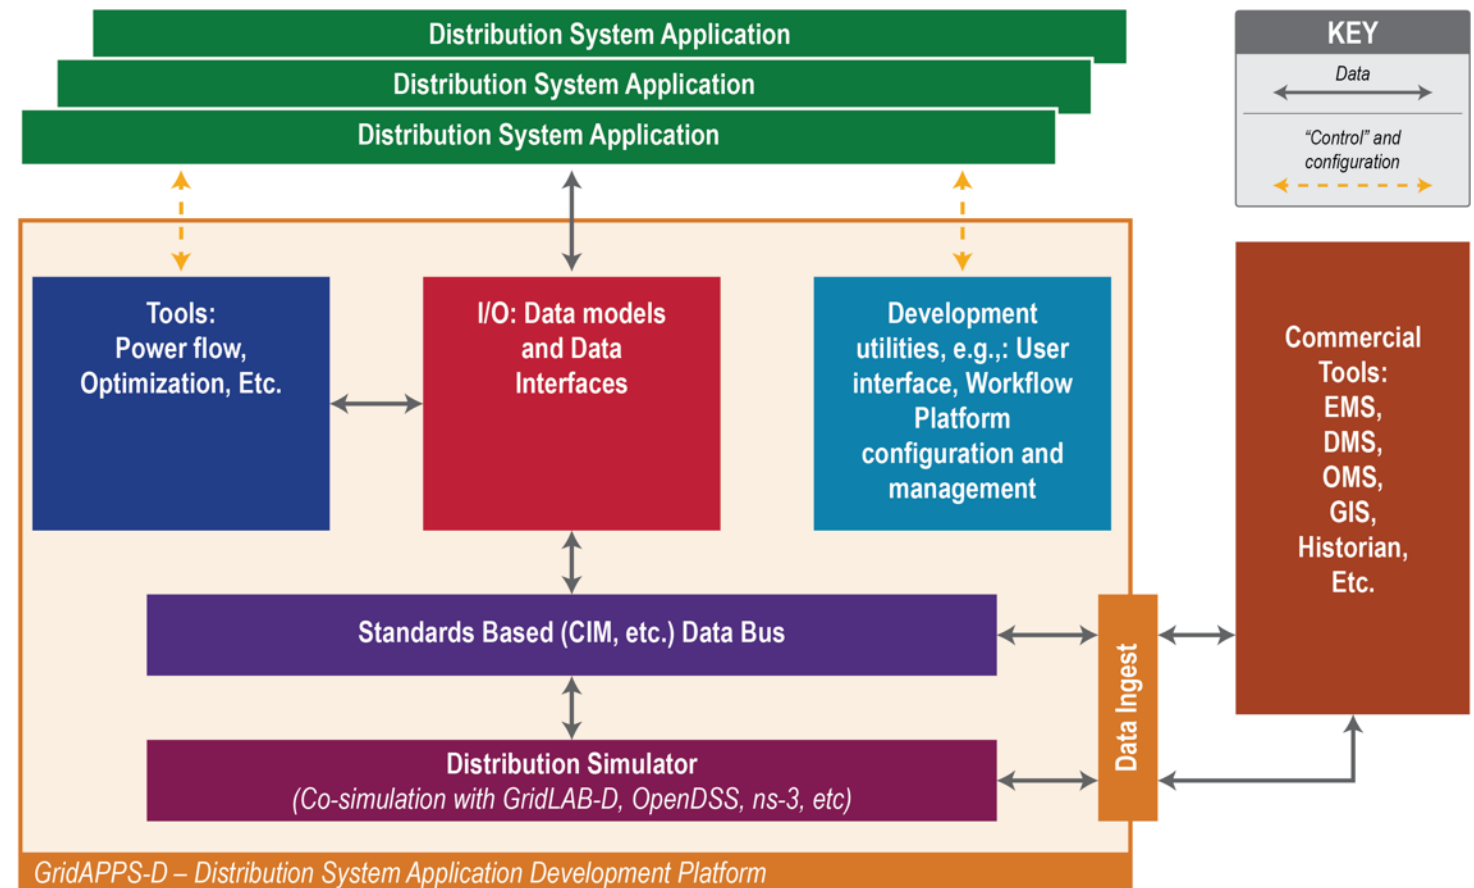 Distribution System Application
Distribution System Application
Distribution System Application
KEY
Data
“Control” and
configuration
Tools:
Power flow,
Optimization, Etc.
I/O: Data models
and Data
Interfaces
Development
utilities, e.g.,: User
interface, Workflow
Platform
configuration and
management
Commercial
Tools:
EMS,
DMS,
OMS,
GIS,
Historian,
Etc.
Standards Based (CIM, etc.) Data Bus
Data Ingest
Distribution Simulator
(Co-simulation with GridLAB-D, OpenDSS, ns-3, etc)
GridAPPS-D – Distribution System Application Development Platform